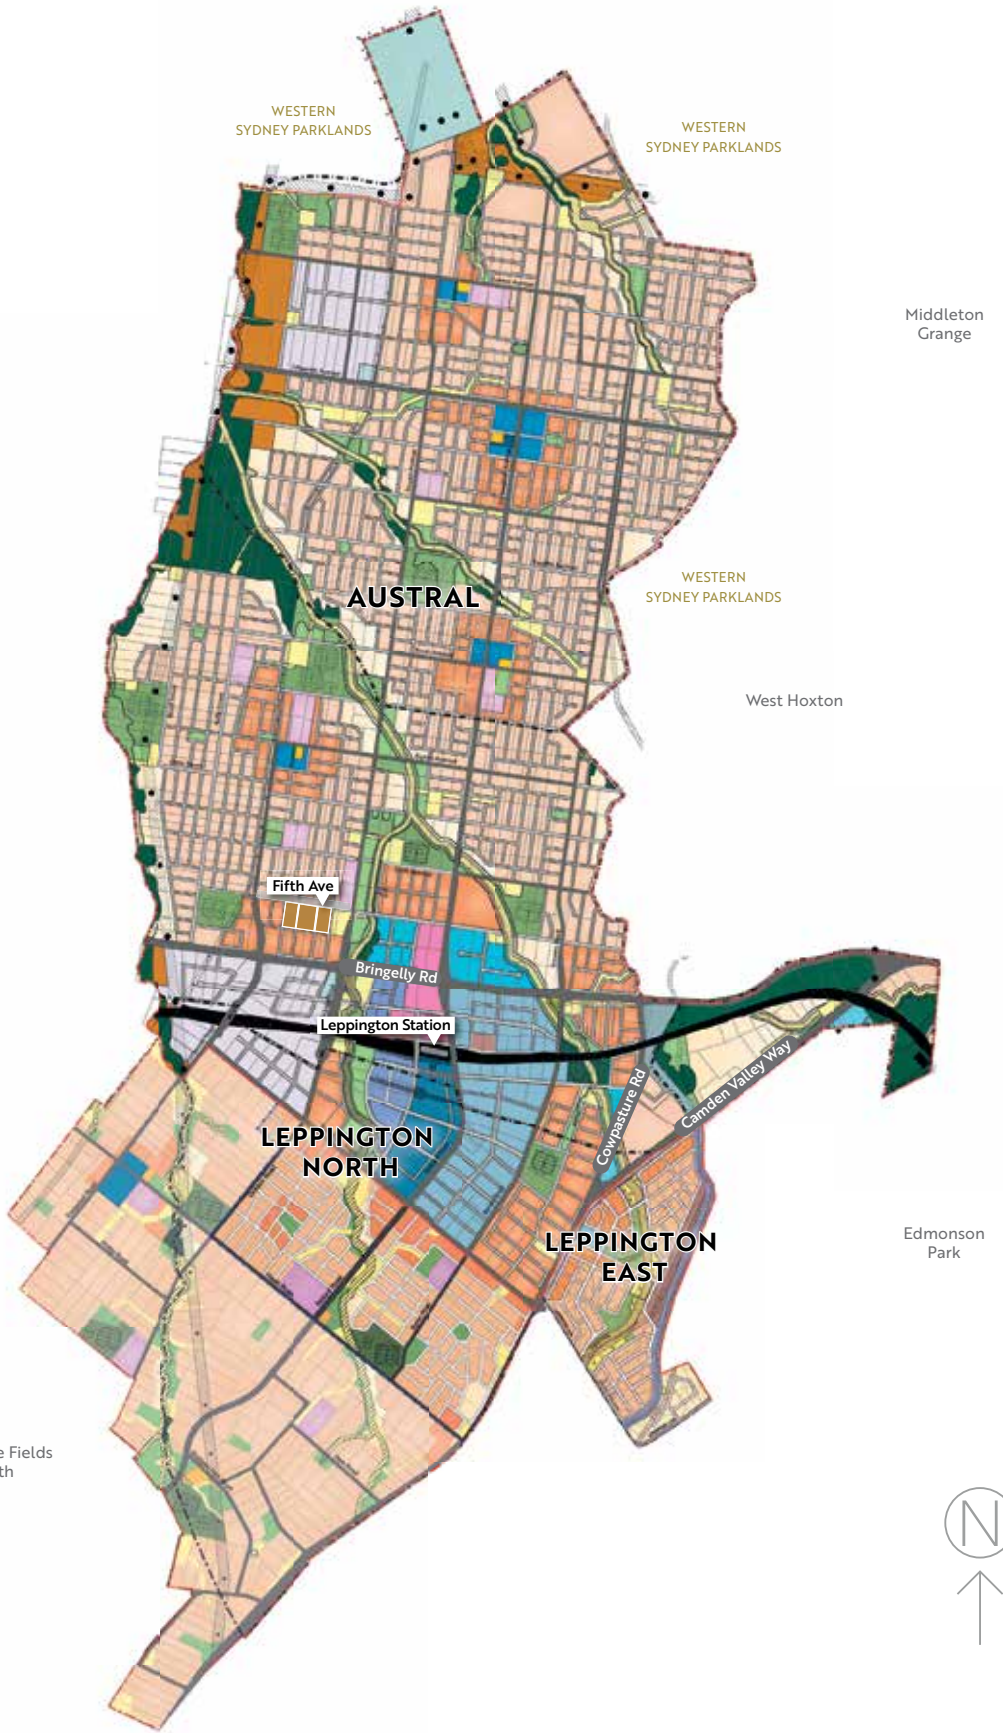 WESTERN
SYDNEY PARKLANDS
WESTERN
SYDNEY PARKLANDS
Middleton
Grange
WESTERN
SYDNEY PARKLANDS
AUSTRAL
West Hoxton
Fifth Ave
Bringelly Rd
Leppington Station
Camden Valley Way
Cowpasture Rd
LEPPINGTON
NORTH
LEPPINGTON
EAST
Edmonson
Park
Fields
N